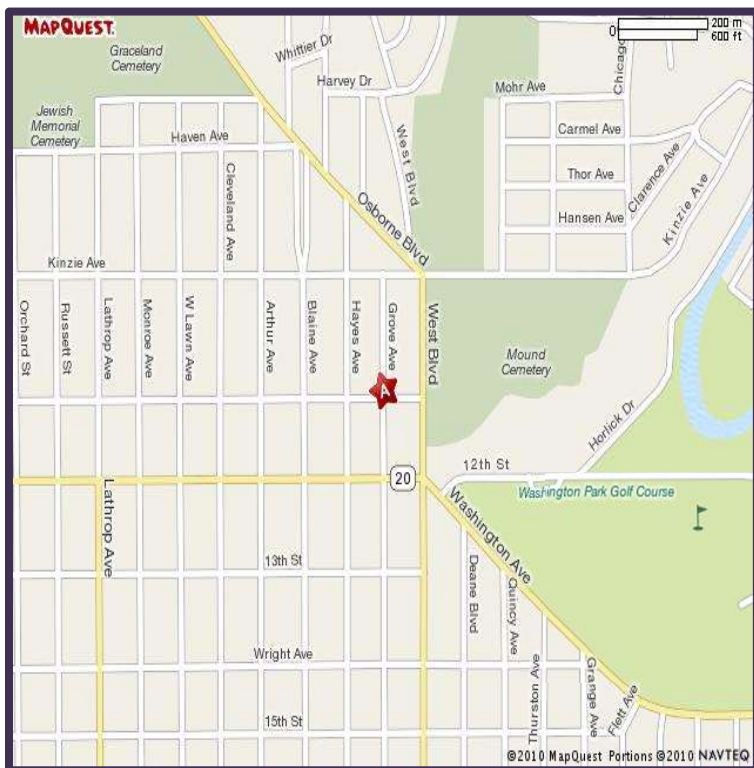 MAPQUEST.
0
200 m
600 ft
Graceland
Cemetery
Whittier Dr
Chicago
Harvey Dr
Mohr Ave
Jewish
Memorial
Cemetery
Haven Ave
West Blvd
Carmel Ave
Cleveland Ave
Thor Ave
Clarence Ave
Osborne Blvd
Hansen Ave
Kinzie Ave
Kinzie Ave
Orchard St
Russett St
Lathrop Ave
Monroe Ave
W Lawn Ave
Arthur Ave
Blaine Ave
Hayes Ave
Grove Ave
West Blvd
Mound
Cemetery
A
Horlick Dr
12th St
20
Washington Park Golf Course
Lathrop Ave
Washington Ave
13th St
Deane Blvd
Quincy Ave
Wright Ave
Thurston Ave
Grange Ave
Flett Ave
15th St
©2010 MapQuest Portions ©2010 NAVTEQ